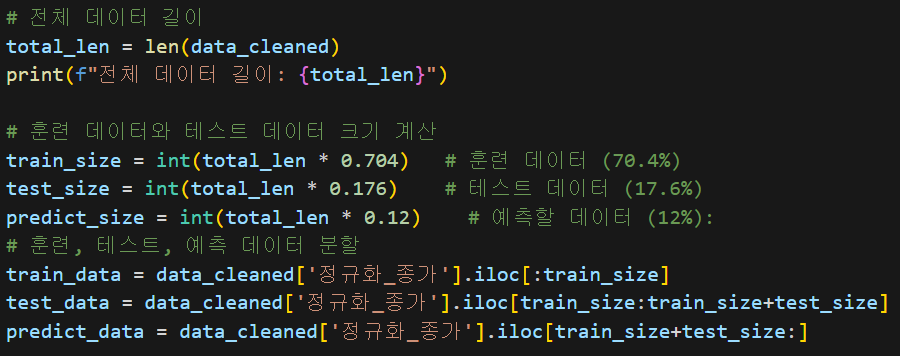 # 전체 데이터 길이
total_len = len(data_cleaned)
print(f"전체 데이터 길이: {total_len}")
# 훈련 데이터와 테스트 데이터 크기 계산
train_size = int(total_len * 0.704)   # 훈련 데이터 (70.4%)
test_size = int(total_len * 0.176)    # 테스트 데이터 (17.6%)
predict_size = int(total_len * 0.12)    # 예측할 데이터 (12%):
# 훈련, 테스트, 예측 데이터 분할
train_data = data_cleaned['정규화_종가'].iloc[:train_size]
test_data = data_cleaned['정규화_종가'].iloc[train_size:train_size+test_size]
predict_data = data_cleaned['정규화_종가'].iloc[train_size+test_size:]